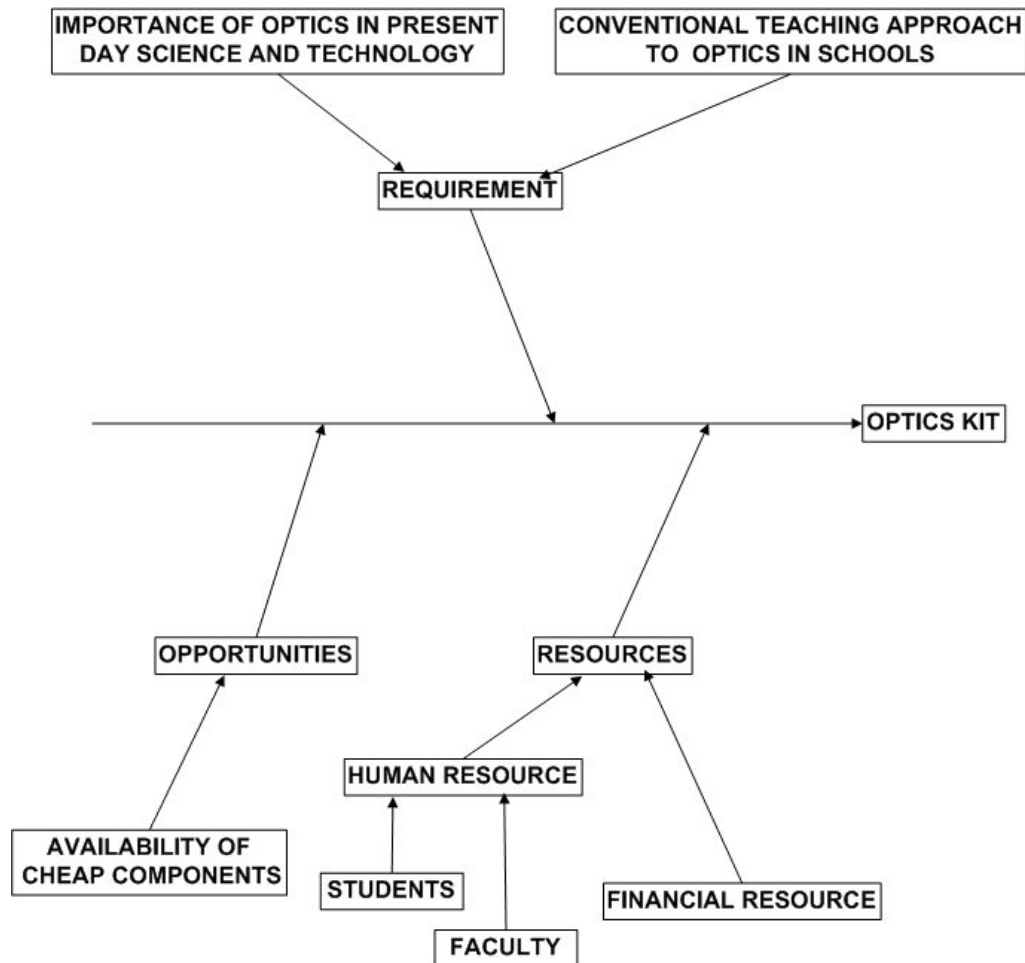 IMPORTANCE OF OPTICS IN PRESENT
DAY SCIENCE AND TECHNOLOGY
CONVENTIONAL TEACHING APPROACH
TO OPTICS IN SCHOOLS
REQUIREMENT
OPTICS KIT
OPPORTUNITIES
RESOURCES
HUMAN RESOURCE
AVAILABILITY OF
CHEAP COMPONENTS
STUDENTS
FINANCIAL RESOURCE
FACULTY